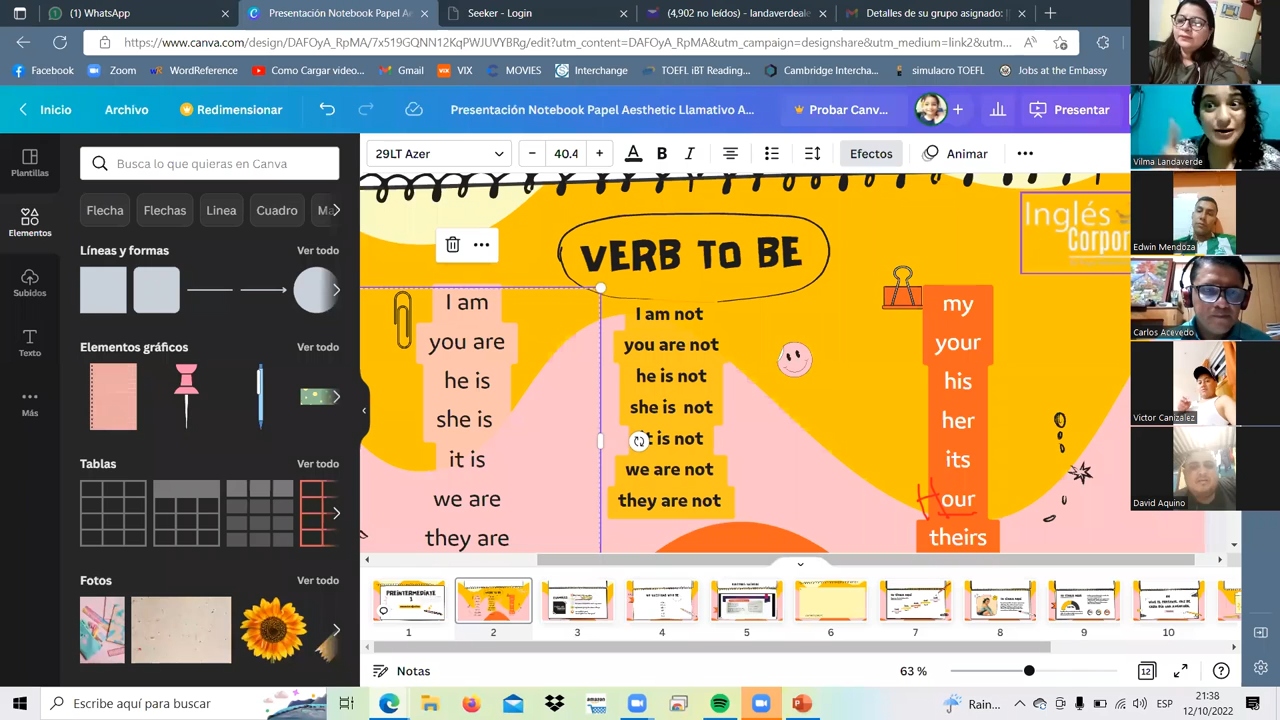 (1) WhatsApp
Presentación Notebook Papel Aes
Seeker - Login
(4,902 no leídos) - landaverdeale
Detalles de su grupo asignado: [
https://www.canva.com/design/DAFOyA_RpMA/7x519GQNN12KqPWJUVYBRg/edit?utm_content=DAFOyA_RpMA&utm_campaign=designshare&utm_medium=link2&utm...
Facebook
Zoom
WordReference
Como Cargar vídeo...
Gmail
VIX
MOVIES
Interchange
TOEFL iBT Reading...
Cambridge Intercha...
simulacro TOEFL
Jobs at the Embassy
Inicio
Archivo
Redimensionar
Presentación Notebook Papel Aesthetic Llamativo A...
Probar Canv...
Presentar
29LT Azer
40.4
Efectos
Animar
Plantillas
Elementos
Subidos
Texto
Más
Busca lo que quieras en Canva
Flecha
Flechas
Linea
Cuadro
Ma
Líneas y formas
Ver todo
Elementos gráficos
Ver todo
Tablas
Ver todo
Fotos
Ver todo
VERB TO BE
Inglés
Corpor
I am
you are
he is
she is
it is
we are
they are
I am not
you are not
he is not
she is not
it is not
we are not
they are not
my
your
his
her
its
Hour
theirs
Vilma Landaverde
Edwin Mendoza
Carlos Acevedo
Victor Canizalez
David Aquino
1
2
3
4
5
6
7
8
9
10
Notas
63 %
12
Escribe aquí para buscar
Rain...
ESP
21:38
12/10/2022